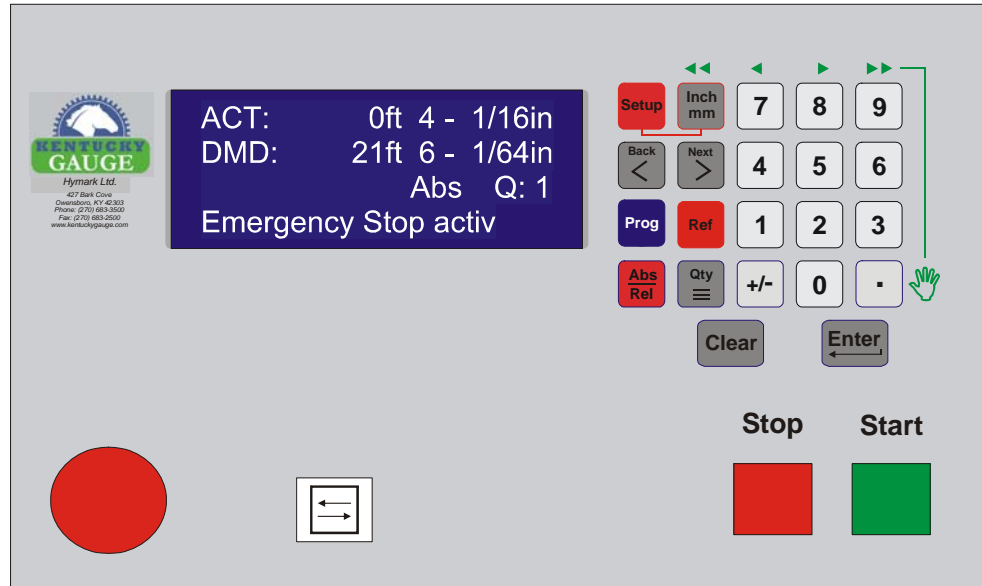 KENTUCKY
GAUGE
Hymark Ltd.
427 Bark Cove
Owensboro, KY 42303
Phone: (270) 683-3500
Fax: (270) 683-2500
www.kentuckygauge.com
ACT: 0ft 4 - 1/16in
DMD: 21ft 6 - 1/64in
Abs Q: 1
Emergency Stop activ
Setup
Inch
mm
7
8
9
Back
<
Next
>
4
5
6
Prog
Ref
1
2
3
Abs
Rel
Qty
+/-
0
.
Clear
Enter
Stop
Start